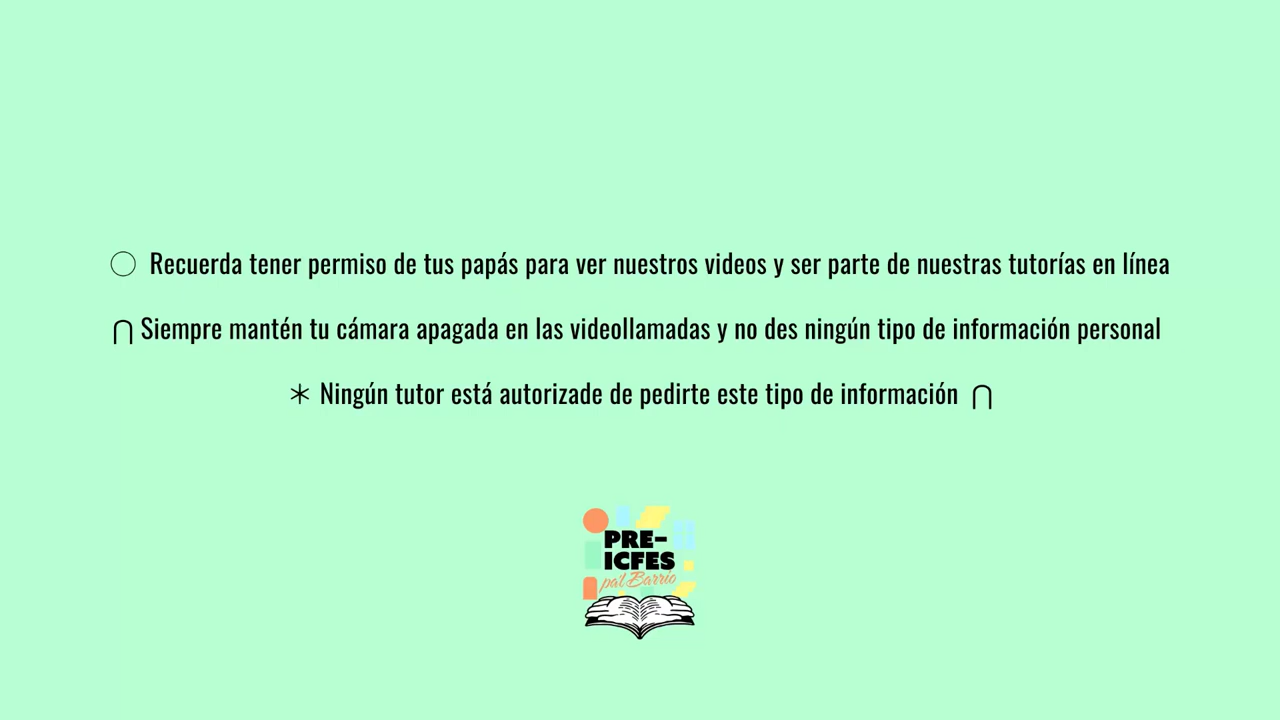 Recuerda tener permiso de tus papás para ver nuestros videos y ser parte de nuestras tutorías en línea
Siempre mantén tu cámara apagada en las videollamadas y no des ningún tipo de información personal
Ningún tutor está autorizade de pedirte este tipo de información
PRE-
ICFES
pa'l Barrio